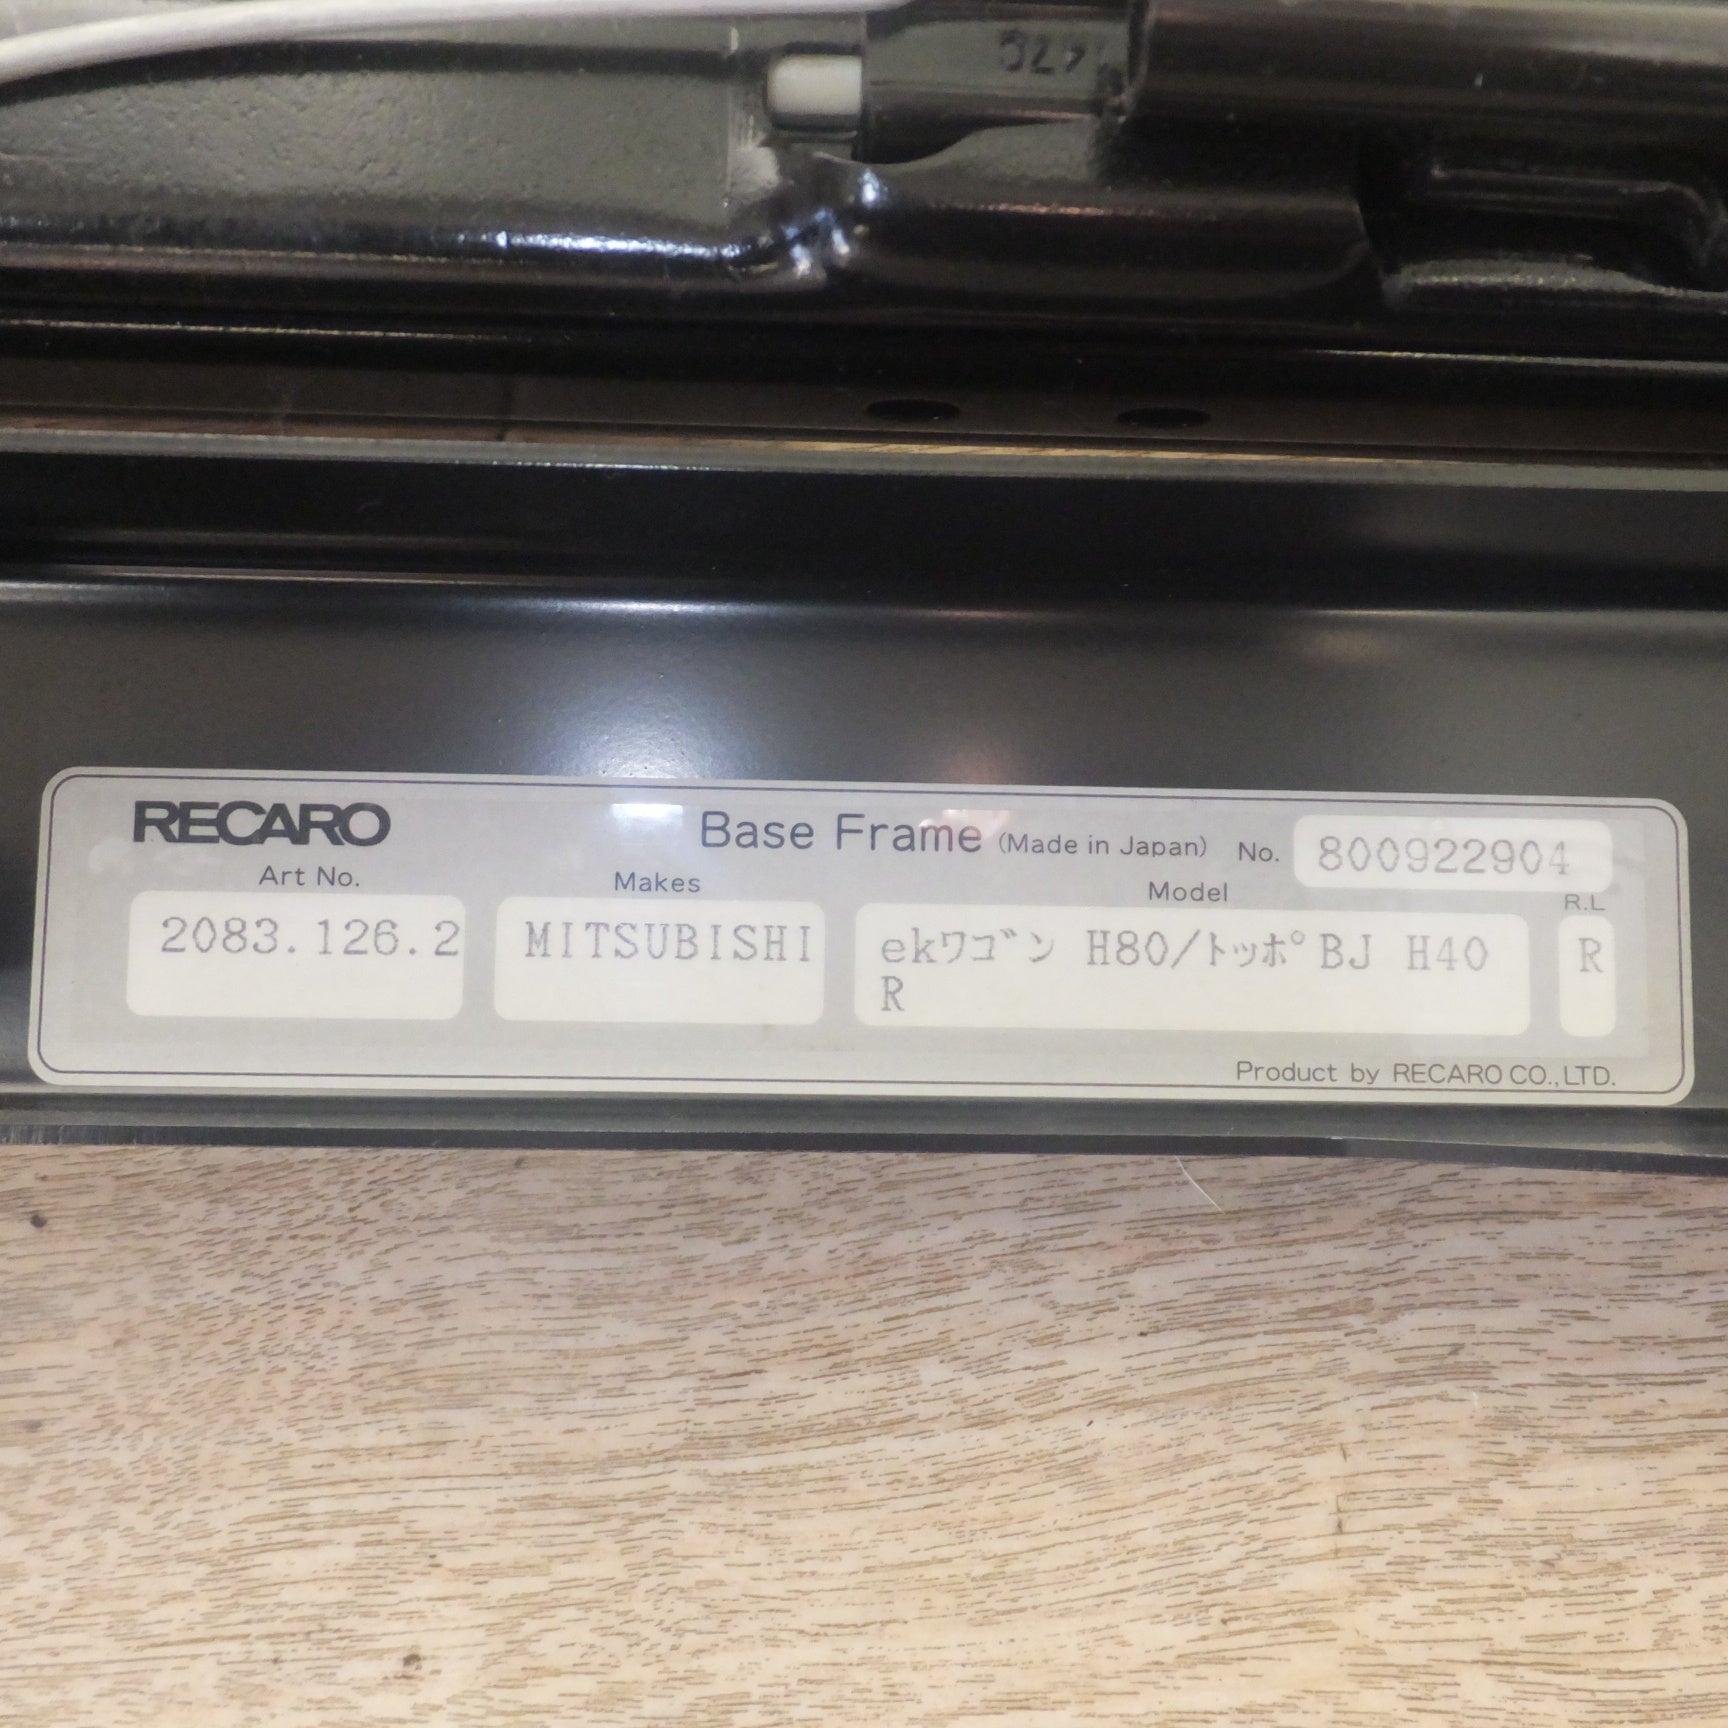 RECARO Base Frame (Made in Japan) No. 800922904
Art No. Makes Model R.L
2083.126.2 MITSUBISHI ekﾜｺﾞﾝ H80/ﾄｯﾎﾟBJ H40 R
R
Product by RECARO CO.,LTD.